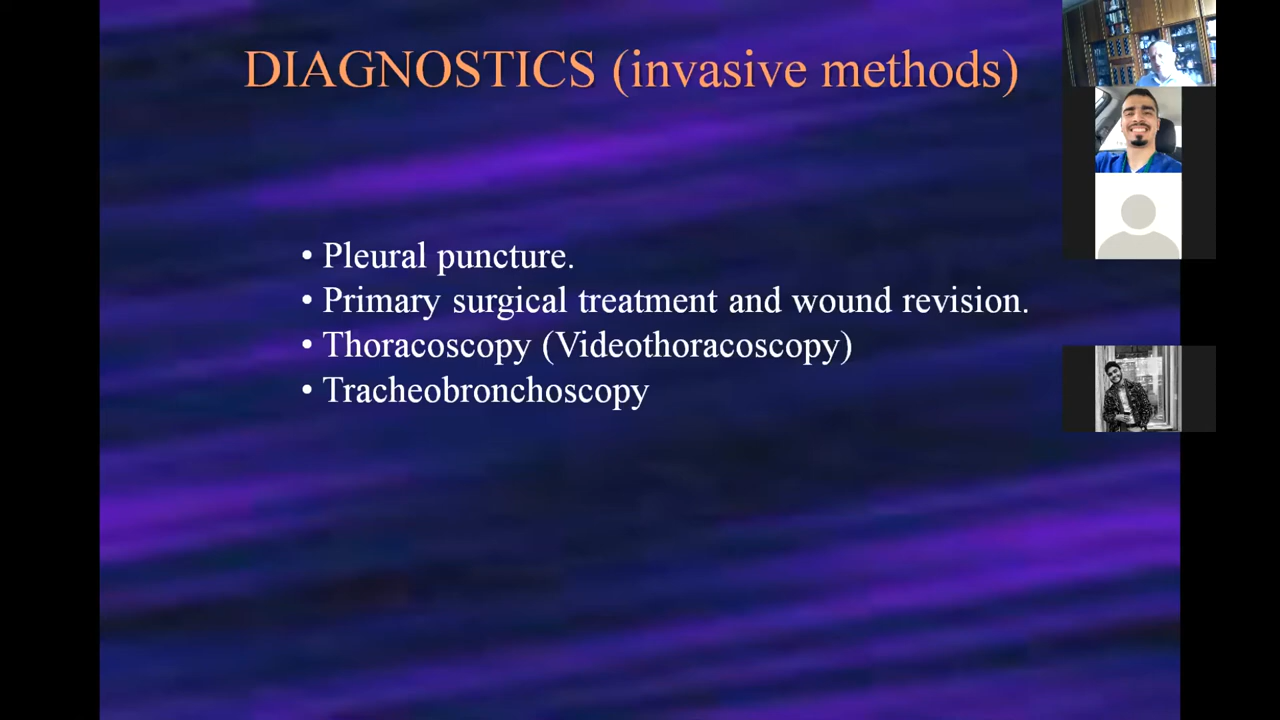 DIAGNOSTICS (invasive methods)
• Pleural puncture.
• Primary surgical treatment and wound revision.
• Thoracoscopy (Videothoracoscopy)
• Tracheobronchoscopy